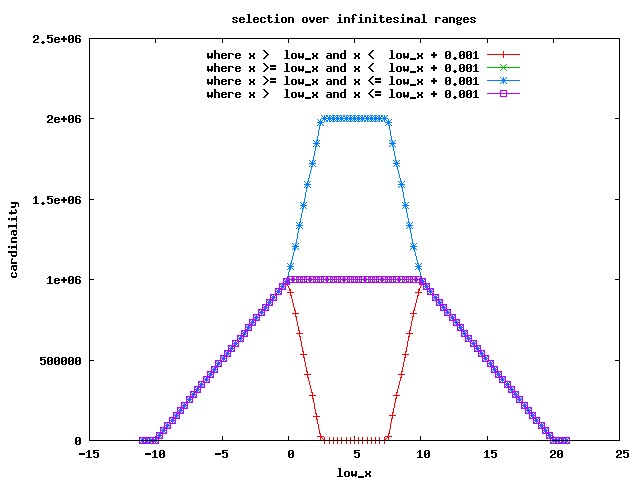 selection over infinitesimal ranges
where x >  low_x and x <  low_x + 0.001
where x >= low_x and x <  low_x + 0.001
where x >= low_x and x <= low_x + 0.001
where x >  low_x and x <= low_x + 0.001
2.5e+06
2e+06
1.5e+06
1e+06
500000
0
cardinality
-15 -10 -5 0 5 10 15 20 25
low_x